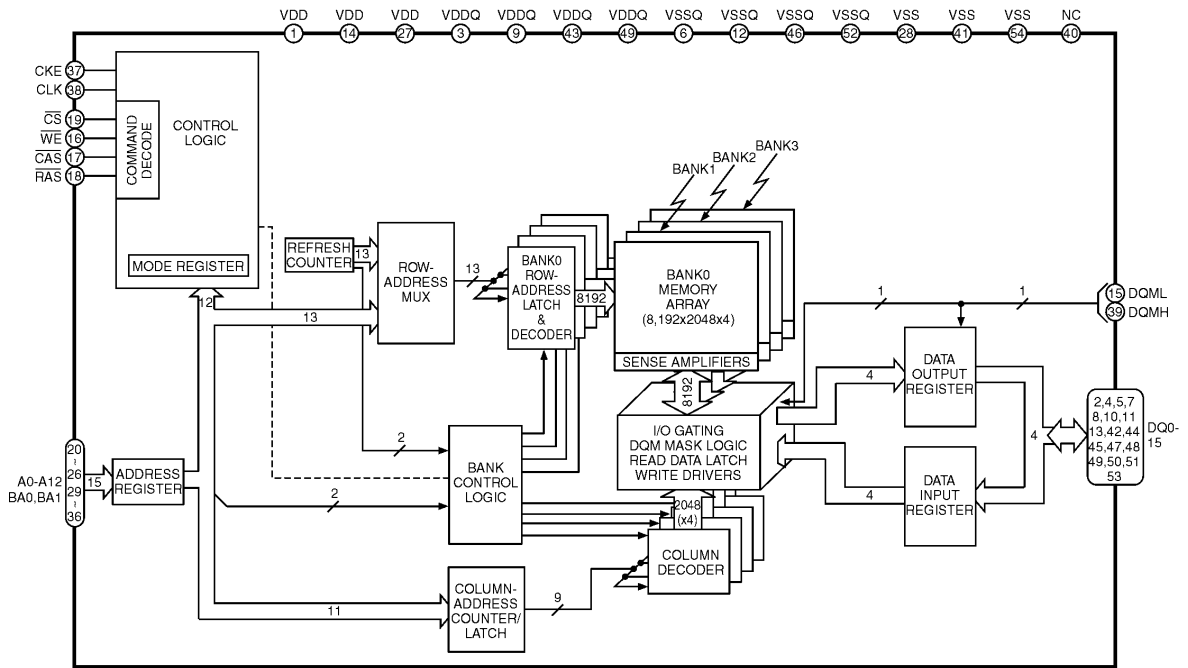 VDD VDD VDD VDDQ VDDQ VDDQ VDDQ VSSQ VSSQ VSSQ VSSQ VSS VSS VSS NC
1 14 27 3 9 43 49 6 12 46 52 28 41 54 40
CKE 37
CLK 38
CS 19
WE 16
CAS 17
RAS 18
COMMAND
DECODE
CONTROL
LOGIC
MODE REGISTER
12
REFRESH
COUNTER
13
13
ROW-
ADDRESS
MUX
13
BANK0
ROW-
ADDRESS
LATCH
&
DECODER
8192
BANK1
BANK2
BANK3
BANK0
MEMORY
ARRAY
(8,192x2048x4)
SENSE AMPLIFIERS
8192
I/O GATING
DQM MASK LOGIC
READ DATA LATCH
WRITE DRIVERS
2048
(x4)
COLUMN
DECODER
1
1
15 DQML
39 DQMH
4
DATA
OUTPUT
REGISTER
4
DATA
INPUT
REGISTER
4
2,4,5,7
8,10,11
13,42,44
45,47,48
49,50,51
53
DQ0-
15
A0-A12
BA0,BA1
20
~
26
29
~
36
15
ADDRESS
REGISTER
2
2
BANK
CONTROL
LOGIC
11
COLUMN-
ADDRESS
COUNTER/
LATCH
9